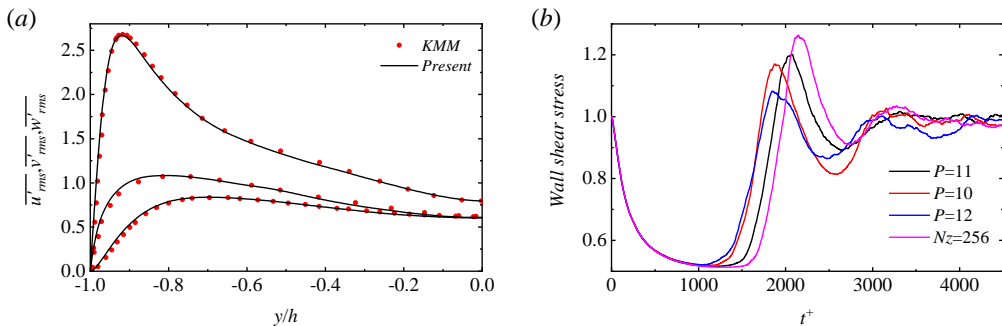 (a)
2.5
2.0
1.5
1.0
0.5
0
u'rms,v'rms,w'rms
KMM
Present
-1.0 -0.8 -0.6 -0.4 -0.2 0.0
y/h
(b)
1.2
1.0
0.8
0.6
Wall shear stress
P=11
P=10
P=12
Nz=256
0 1000 2000 3000 4000
t+